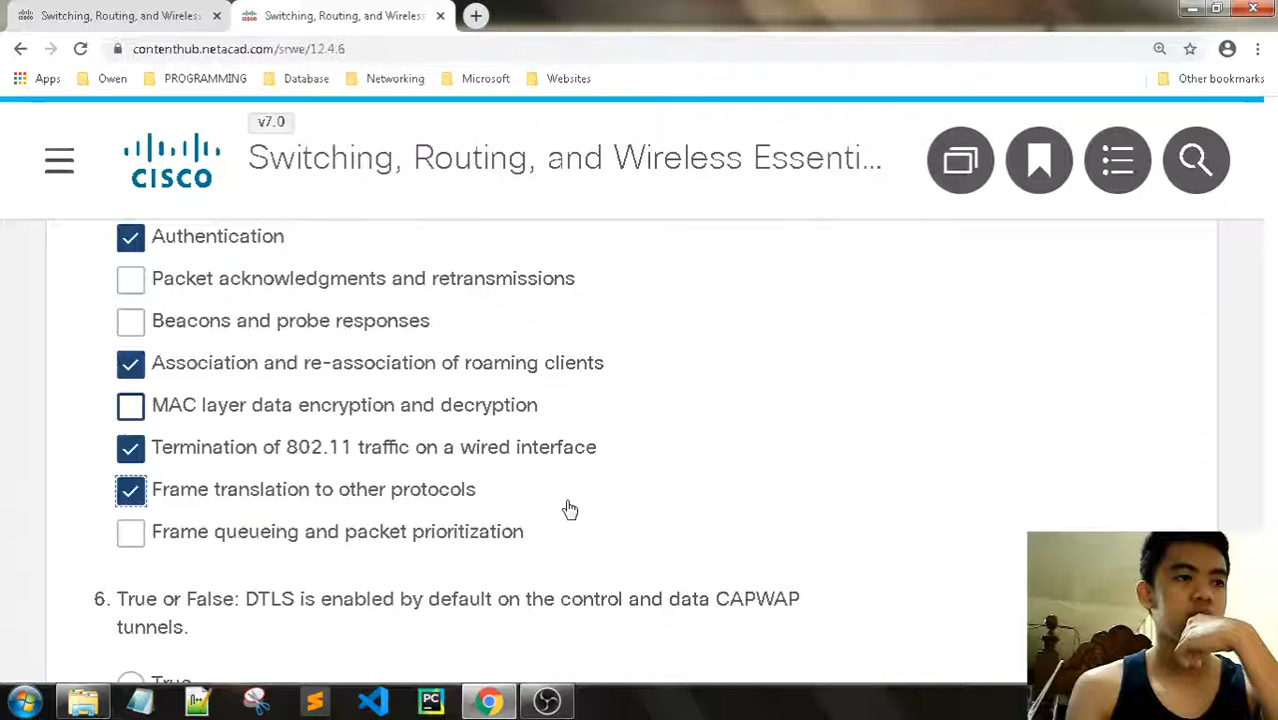 Switching, Routing, and Wireless
Switching, Routing, and Wireless
contenthub.netacad.com/srwe/12.4.6
Apps
Owen
PROGRAMMING
Database
Networking
Microsoft
Websites
Other bookmarks
v7.0
CISCO
Switching, Routing, and Wireless Essenti...
Authentication
Packet acknowledgments and retransmissions
Beacons and probe responses
Association and re-association of roaming clients
MAC layer data encryption and decryption
Termination of 802.11 traffic on a wired interface
Frame translation to other protocols
Frame queueing and packet prioritization
6. True or False: DTLS is enabled by default on the control and data CAPWAP
tunnels.
True
PC